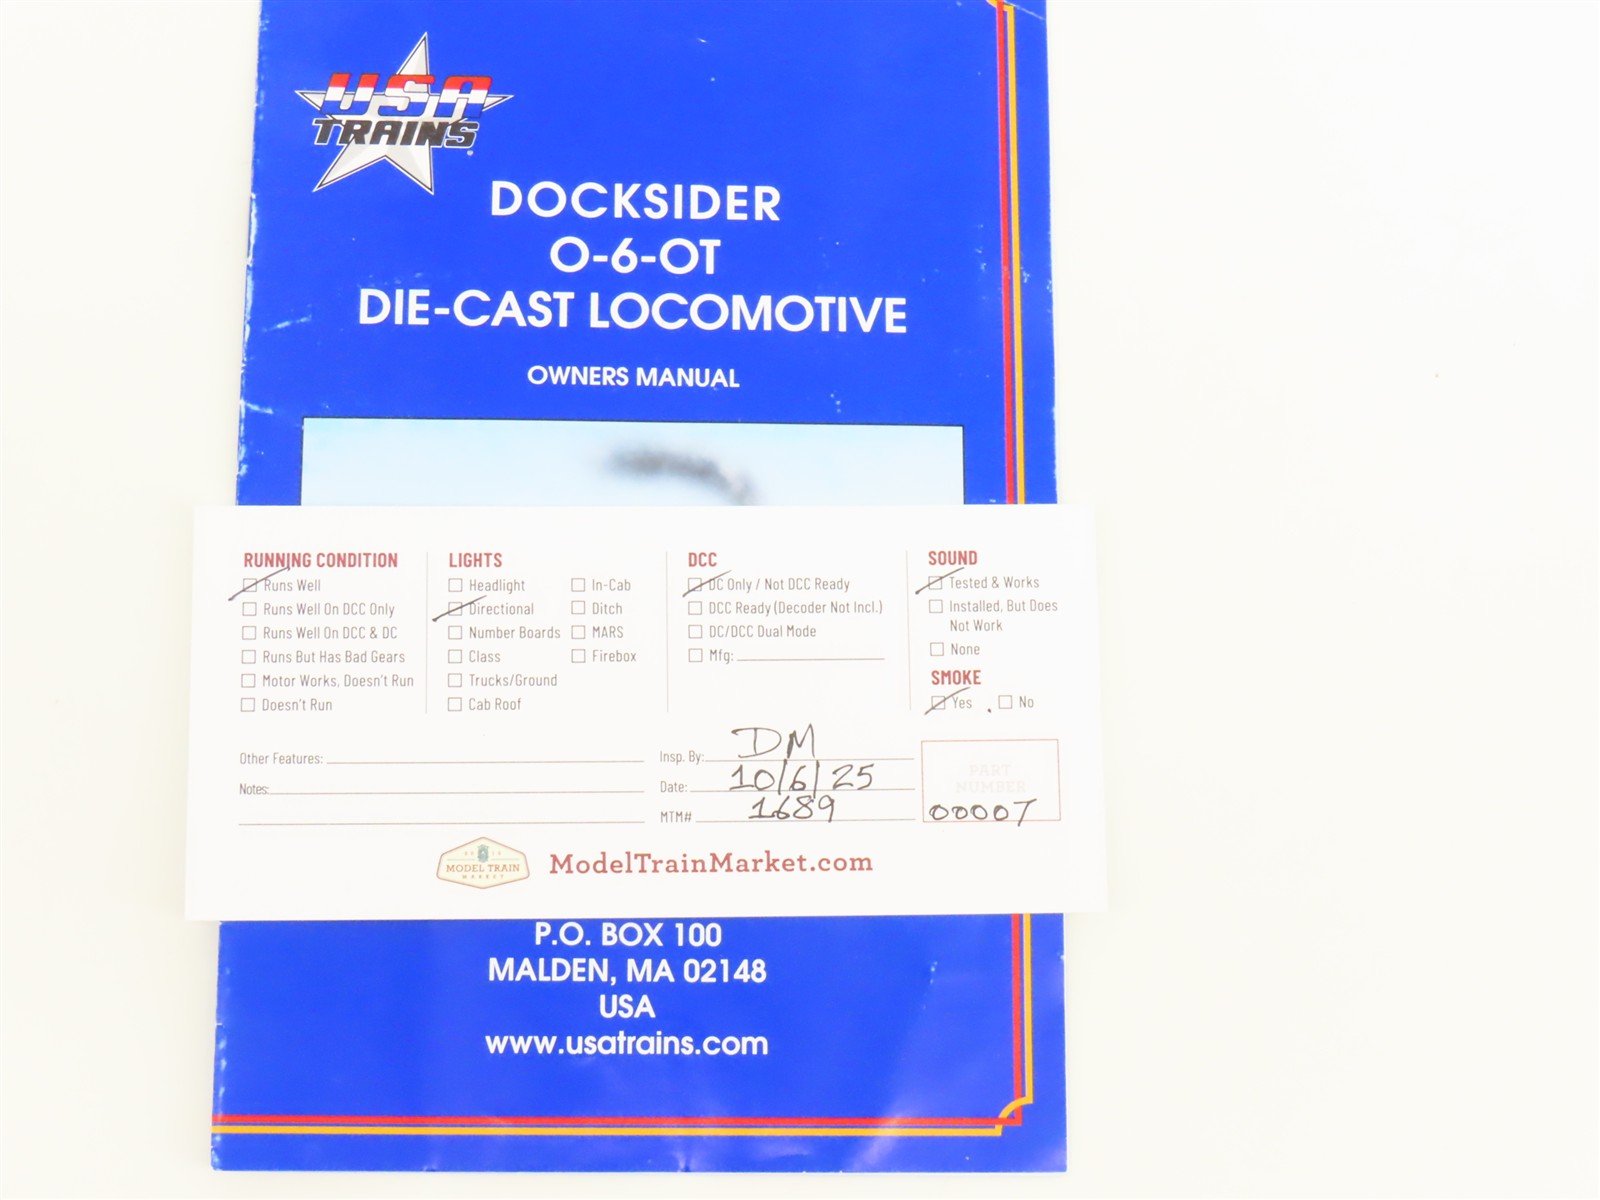 USA
TRAINS
DOCKSIDER
0-6-0T
DIE-CAST LOCOMOTIVE
OWNERS MANUAL
RUNNING CONDITION
Runs Well
Runs Well On DCC Only
Runs Well On DCC & DC
Runs But Has Bad Gears
Motor Works, Doesn't Run
Doesn't Run
LIGHTS
Headlight
Directional
Number Boards
Class
Trucks/Ground
Cab Roof
In-Cab
Ditch
MARS
Firebox
DCC
DC Only / Not DCC Ready
DCC Ready (Decoder Not Incl.)
DC/DCC Dual Mode
Mfg:
SOUND
Tested & Works
Installed, But Does
Not Work
None
SMOKE
Yes No
Other Features:
Notes:
Insp. By: DM
Date: 10/6/25
MTM# 1689
PART
NUMBER
00007
MODEL TRAIN
MARKET
ModelTrainMarket.com
P.O. BOX 100
MALDEN, MA 02148
USA
www.usatrains.com